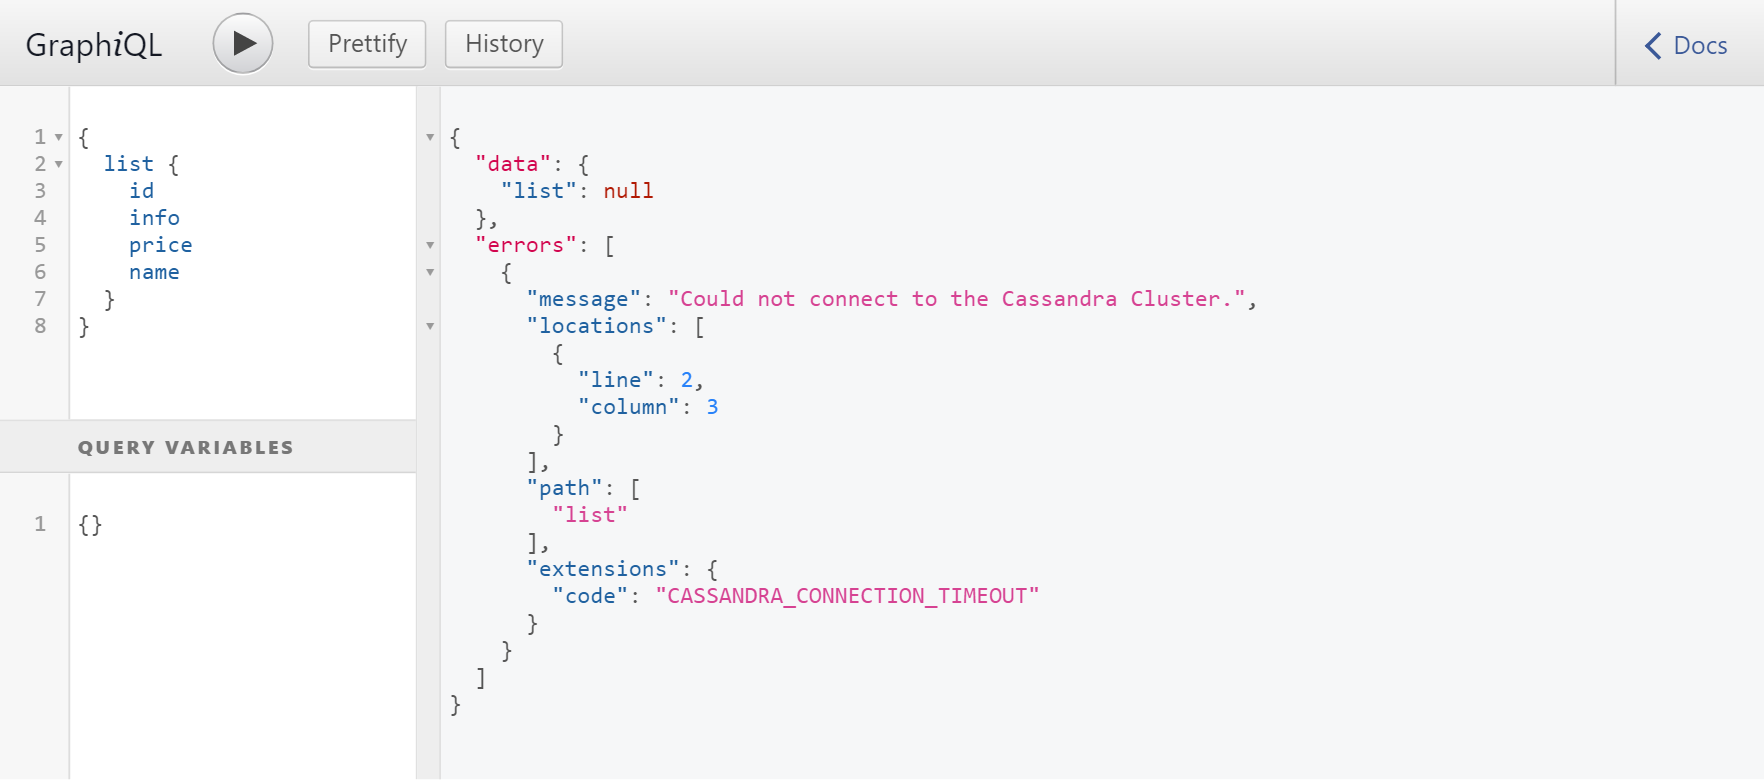 GraphiQL
Prettify
History
Docs
1 {
2   list {
3     id
4     info
5     price
6     name
7   }
8 }
QUERY VARIABLES
1 {}
{
  "data": {
    "list": null
  },
  "errors": [
    {
      "message": "Could not connect to the Cassandra Cluster.",
      "locations": [
        {
          "line": 2,
          "column": 3
        }
      ],
      "path": [
        "list"
      ],
      "extensions": {
        "code": "CASSANDRA_CONNECTION_TIMEOUT"
      }
    }
  ]
}